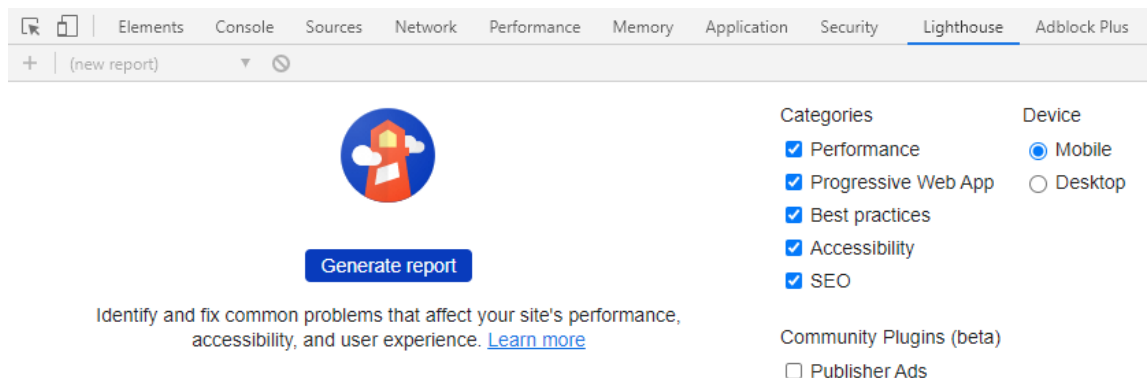 Elements Console Sources Network Performance Memory Application Security Lighthouse Adblock Plus
+ (new report)
Categories
Device
Performance
Mobile
Progressive Web App
Desktop
Best practices
Accessibility
SEO
Generate report
Identify and fix common problems that affect your site's performance,
accessibility, and user experience. Learn more
Community Plugins (beta)
Publisher Ads